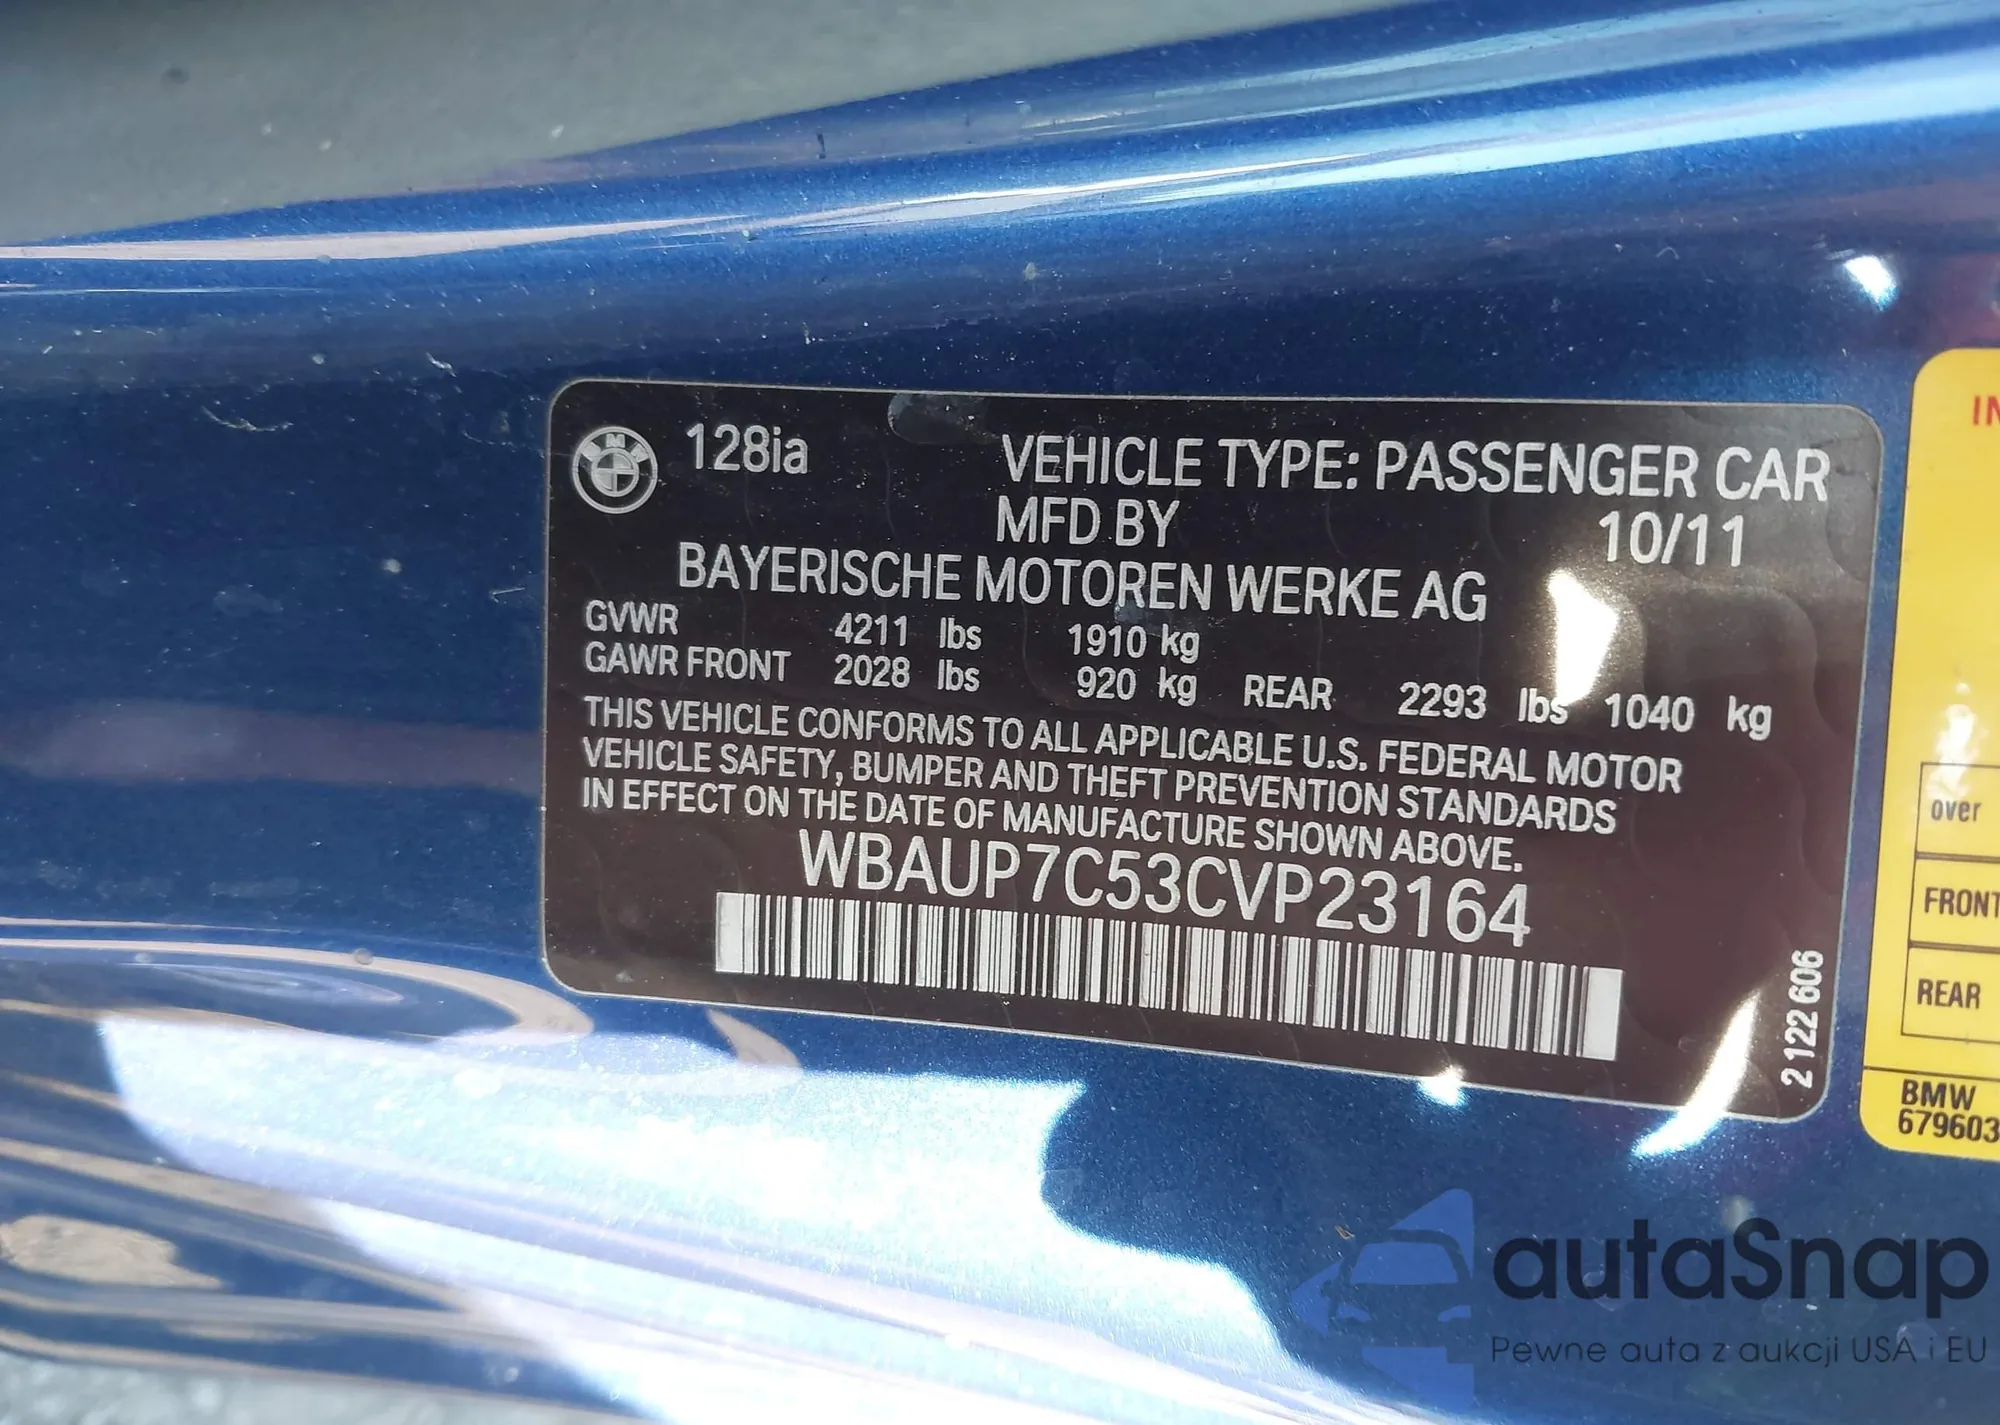 128ia
VEHICLE TYPE: PASSENGER CAR
MFD BY
10/11
BAYERISCHE MOTOREN WERKE AG
GVWR 4211 lbs 1910 kg
GAWR FRONT 2028 lbs 920 kg REAR 2293 lbs 1040 kg
THIS VEHICLE CONFORMS TO ALL APPLICABLE U.S. FEDERAL MOTOR
VEHICLE SAFETY, BUMPER AND THEFT PREVENTION STANDARDS
IN EFFECT ON THE DATE OF MANUFACTURE SHOWN ABOVE.
WBAUP7C53CVP23164
2122606
IN
over
FRONT
REAR
BMW
679603
autaSnap
Pewne auta z aukcji USA i EU